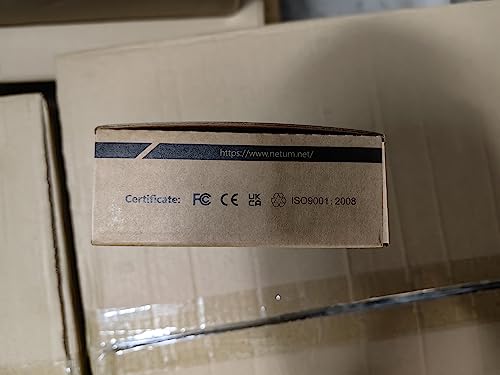 https://www.netum.net/
Certificate: FC CE UK CA ISO9001: 2008